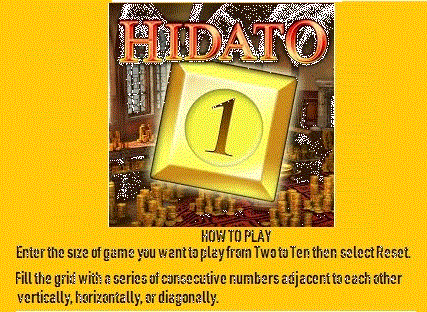 HIDATO
1
HOW TO PLAY
Enter the size of game you want to play from Two to Ten then select Reset.
Fill the grid with a series of consecutive numbers adjacent to each other
vertically, horizontally, or diagonally.